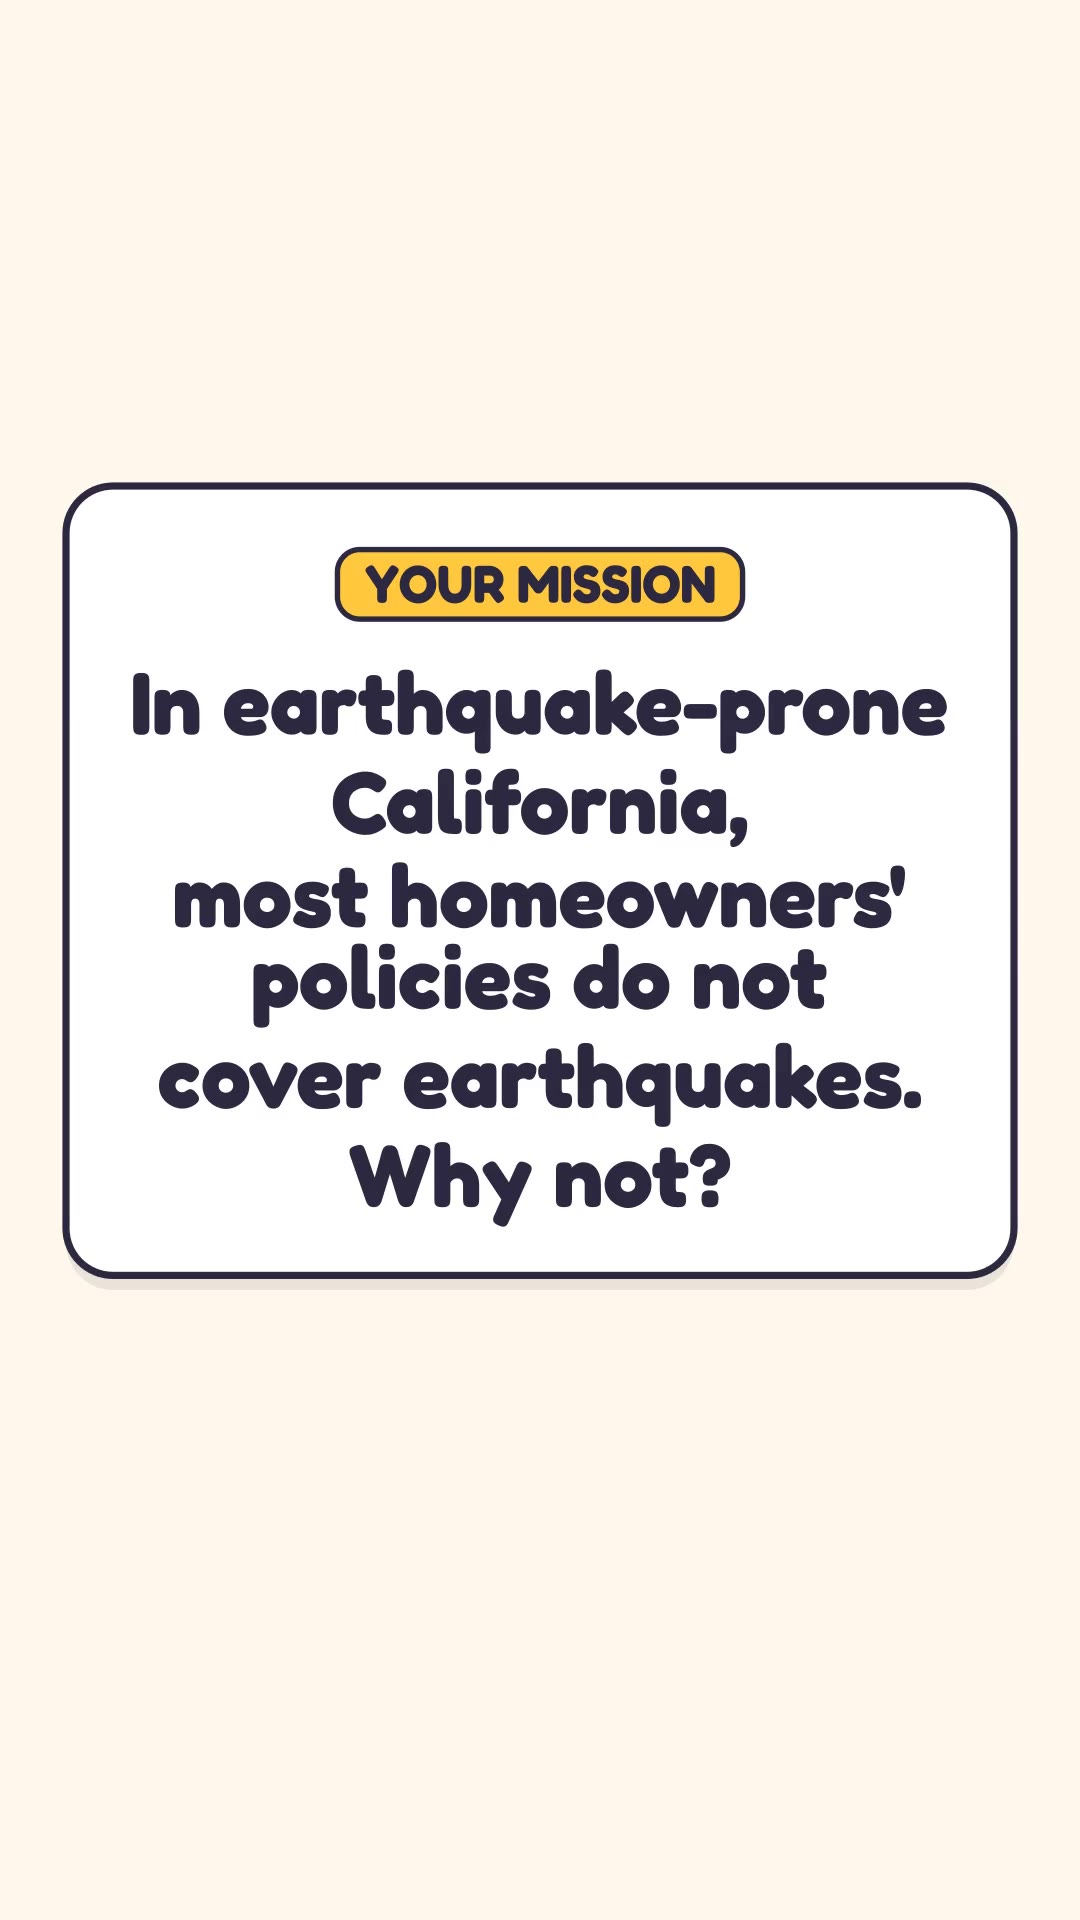 YOUR MISSION
In earthquake-prone
California,
most homeowners'
policies do not
cover earthquakes.
Why not?